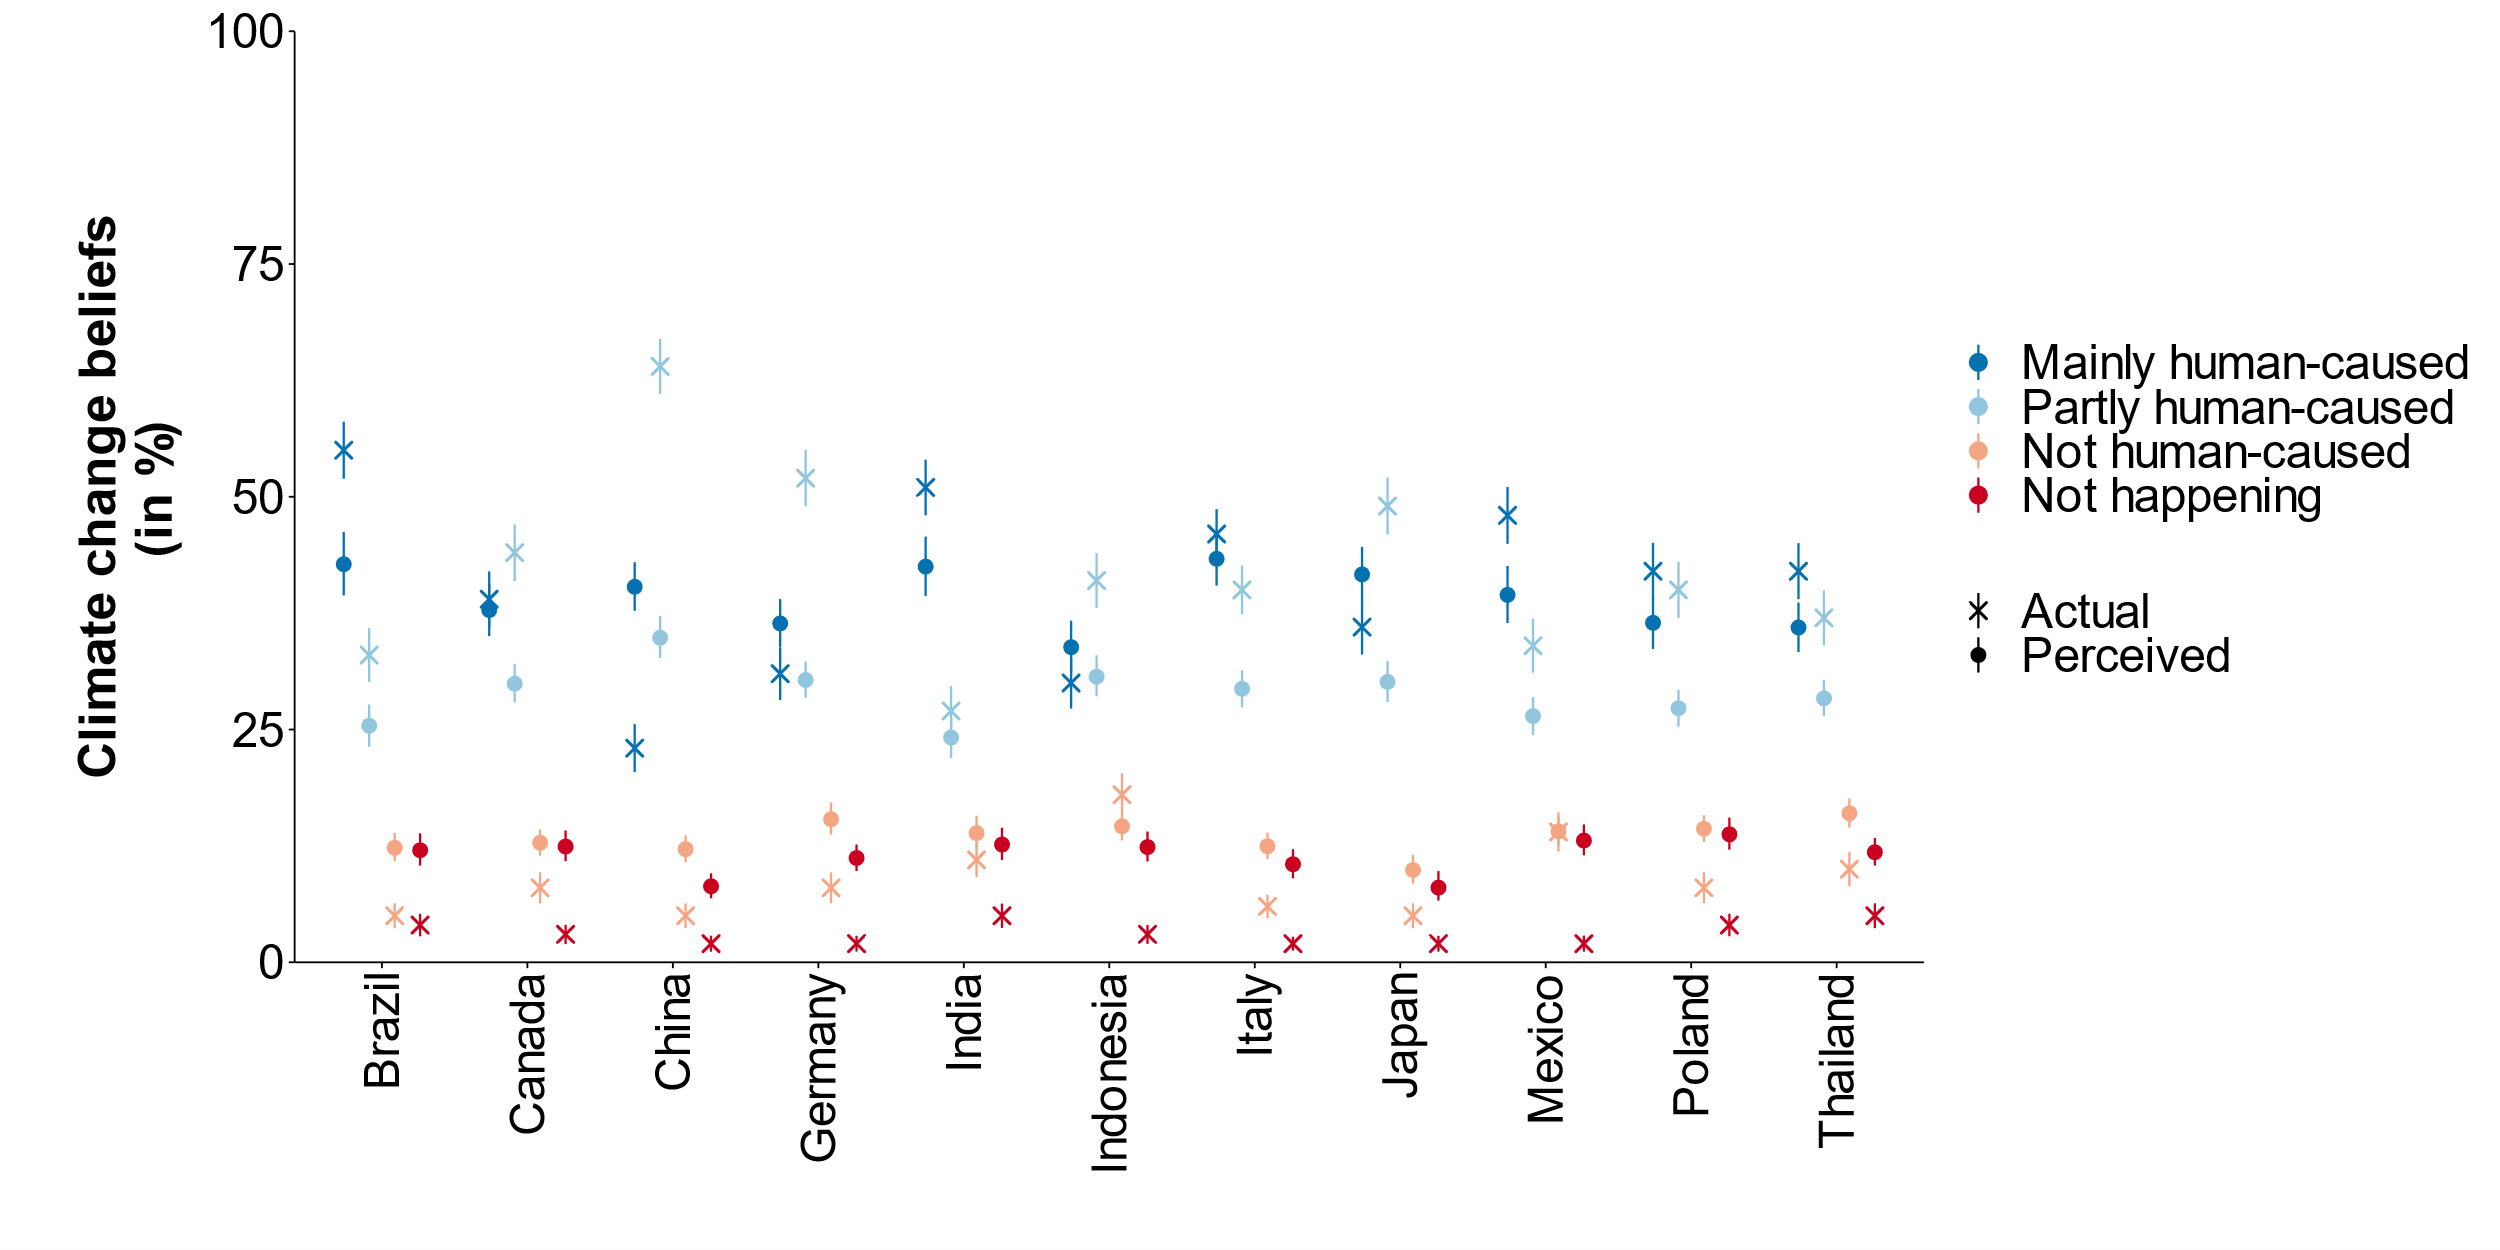 Climate change beliefs
(in %)
100
75
50
25
0
Brazil
Canada
China
Germany
India
Indonesia
Italy
Japan
Mexico
Poland
Thailand
Mainly human-caused
Partly human-caused
Not human-caused
Not happening
Actual
Perceived